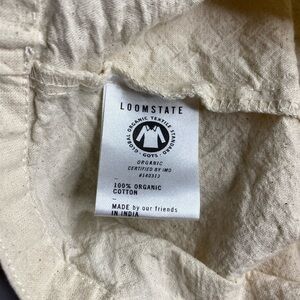 LOOMSTATE
GLOBAL ORGANIC TEXTILE STANDARD
· GOTS ·
ORGANIC
CERTIFIED BY IMO
#140313
100% ORGANIC
COTTON
MADE by our friends
IN INDIA